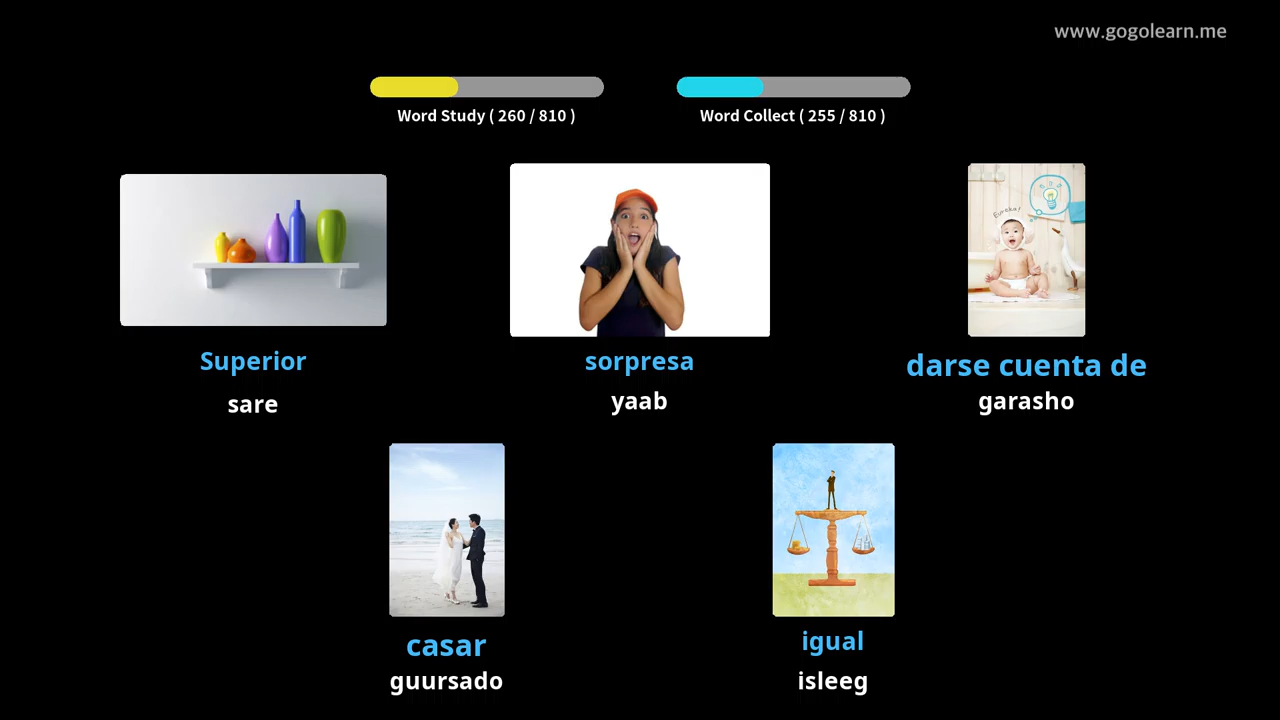 www.gogolearn.me
Word Study ( 260 / 810 )
Word Collect ( 255 / 810 )
Eureka!
Superior
sare
sorpresa
yaab
darse cuenta de
garasho
casar
guursado
igual
isleeg